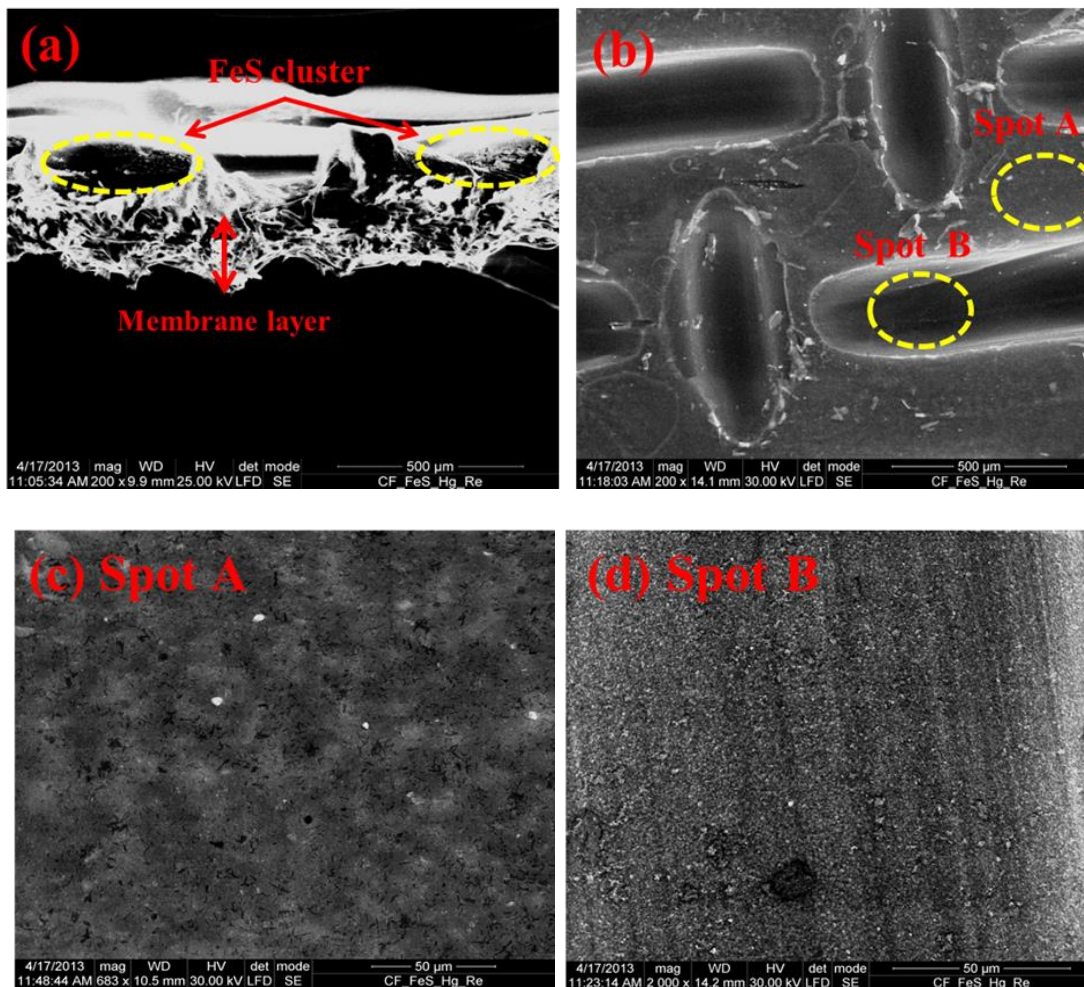 (a)
FeS cluster
Membrane layer
4/17/2013 mag WD HV det mode 500 µm
11:05:34 AM 200 x 9.9 mm 25.00 kV LFD SE CF_FeS_Hg_Re
(b)
Spot A
Spot B
4/17/2013 mag WD HV det mode 500 µm
11:18:03 AM 200 x 14.1 mm 30.00 kV LFD SE CF_FeS_Hg_Re
(c) Spot A
4/17/2013 mag WD HV det mode 50 µm
11:48:44 AM 683 x 10.5 mm 30.00 kV LFD SE CF_FeS_Hg_Re
(d) Spot B
4/17/2013 mag WD HV det mode 50 µm
11:23:14 AM 2 000 x 14.2 mm 30.00 kV LFD SE CF_FeS_Hg_Re